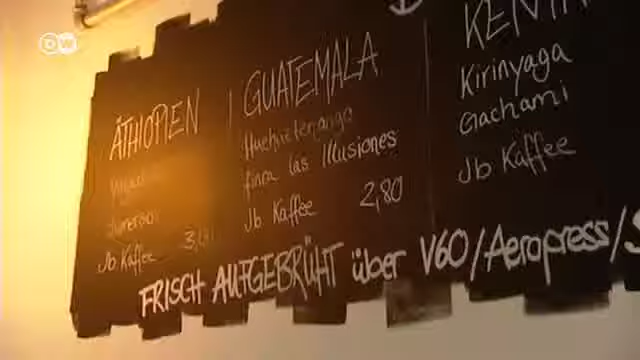 DW
ÄTHIOPIEN
Jb Kaffee
GUATEMALA
Huehuetenango
finca las Illusiones
Jb Kaffee 2,80
KENIA
Kirinyaga
Gachami
Jb Kaffee
FRISCH AUFGEBRÜHT über V60/Aeropress/